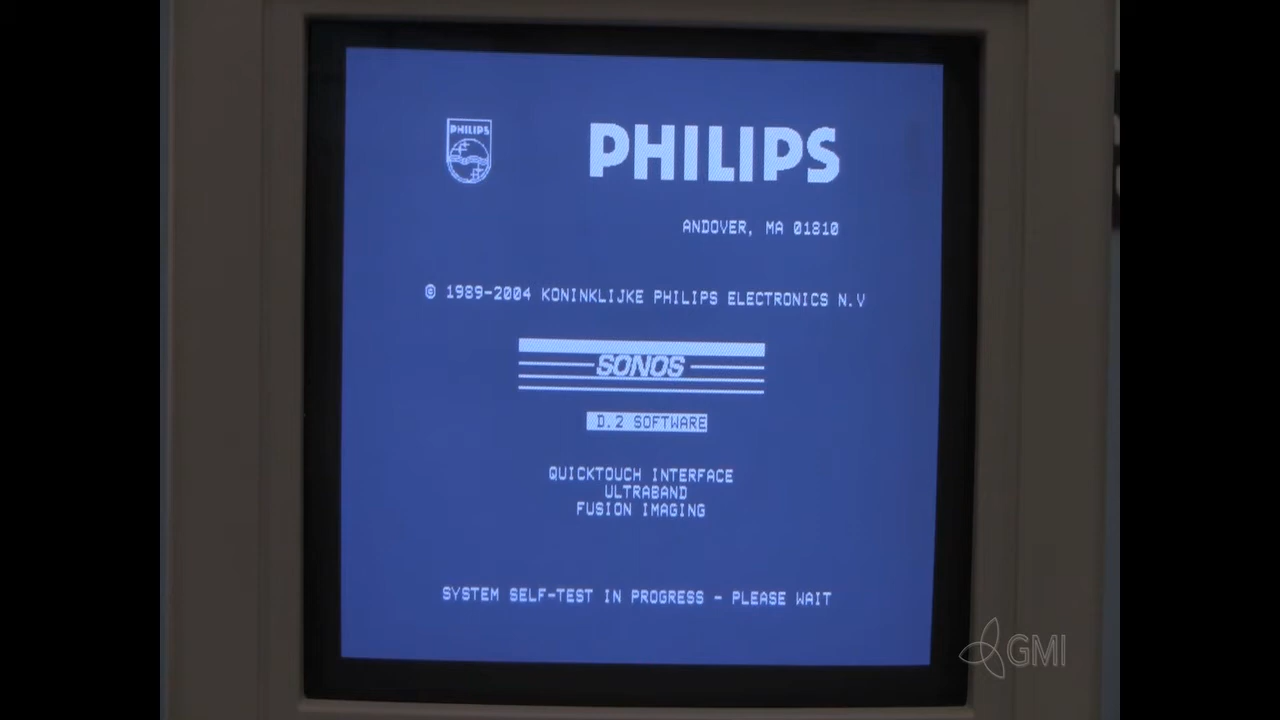 PHILIPS
PHILIPS
ANDOVER, MA 01810
© 1989-2004 KONINKLIJKE PHILIPS ELECTRONICS N.V
SONOS
D.2 SOFTWARE
QUICKTOUCH INTERFACE
ULTRABAND
FUSION IMAGING
SYSTEM SELF-TEST IN PROGRESS - PLEASE WAIT
GMI